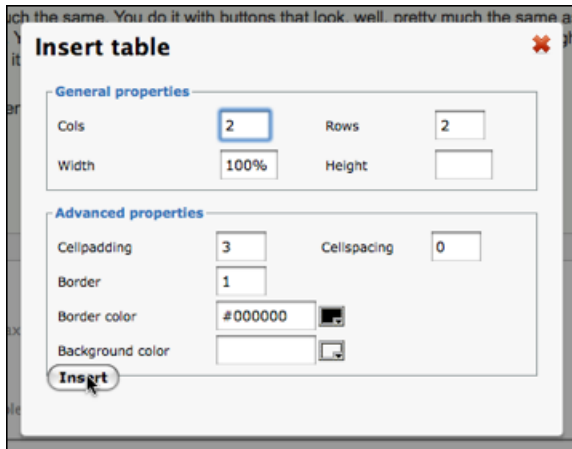 uch the same. You do it with buttons that look, well, pretty much the same a
Insert table
General properties
Cols 2 Rows 2
Width 100% Height
Advanced properties
Cellpadding 3 Cellspacing 0
Border 1
Border color #000000
Background color
Insert